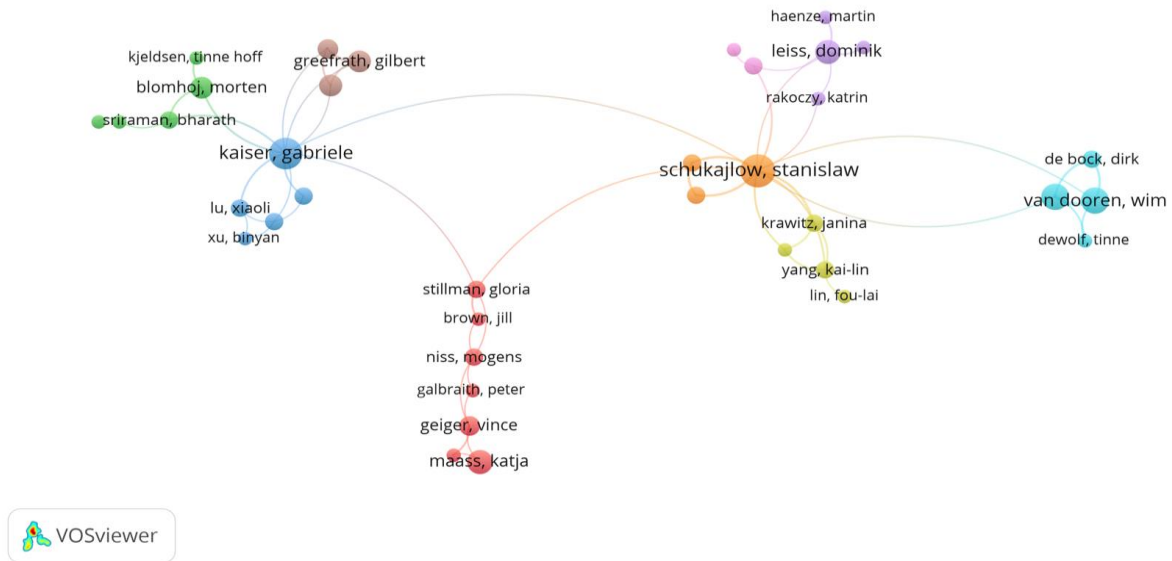 haenze, martin
leiss, dominik
kjeldsen, tinne hoff
greefrath, gilbert
blomhoj, morten
rakoczy, katrin
sriraman, bharath
kaiser, gabriele
de bock, dirk
schukajlow, stanislaw
van dooren, wim
lu, xiaoli
krawitz, janina
xu, binyan
dewolf, tinne
yang, kai-lin
stillman, gloria
lin, fou-lai
brown, jill
niss, mogens
galbraith, peter
geiger, vince
maass, katja
VOSviewer